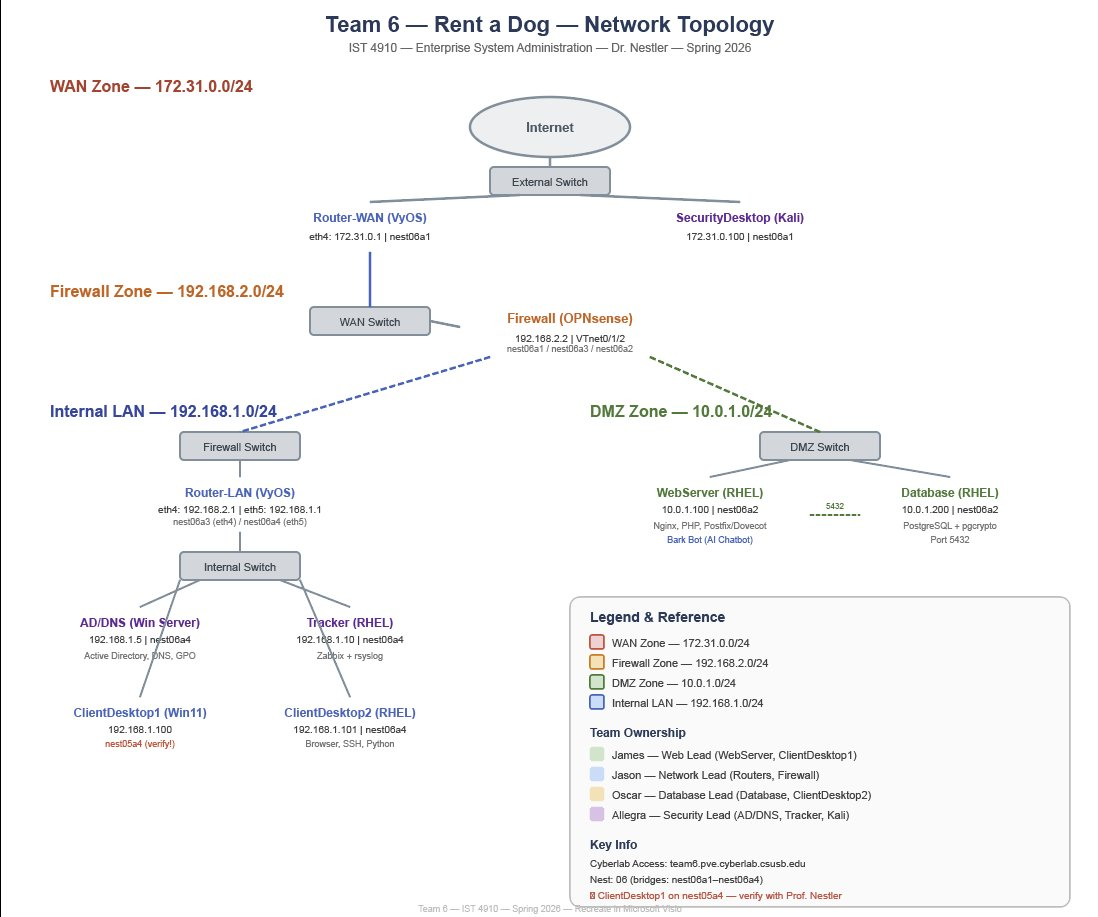 Team 6 — Rent a Dog — Network Topology
IST 4910 — Enterprise System Administration — Dr. Nestler — Spring 2026
WAN Zone — 172.31.0.0/24
Internet
External Switch
Router-WAN (VyOS)
eth4: 172.31.0.1 | nest06a1
SecurityDesktop (Kali)
172.31.0.100 | nest06a1
Firewall Zone — 192.168.2.0/24
WAN Switch
Firewall (OPNsense)
192.168.2.2 | VTnet0/1/2
nest06a1 / nest06a3 / nest06a2
Internal LAN — 192.168.1.0/24
Firewall Switch
Router-LAN (VyOS)
eth4: 192.168.2.1 | eth5: 192.168.1.1
nest06a3 (eth4) / nest06a4 (eth5)
Internal Switch
AD/DNS (Win Server)
192.168.1.5 | nest06a4
Active Directory, DNS, GPO
Tracker (RHEL)
192.168.1.10 | nest06a4
Zabbix + rsyslog
ClientDesktop1 (Win11)
192.168.1.100
nest05a4 (verify!)
ClientDesktop2 (RHEL)
192.168.1.101 | nest06a4
Browser, SSH, Python
DMZ Zone — 10.0.1.0/24
DMZ Switch
WebServer (RHEL)
10.0.1.100 | nest06a2
Nginx, PHP, Postfix/Dovecot
Bark Bot (AI Chatbot)
5432
Database (RHEL)
10.0.1.200 | nest06a2
PostgreSQL + pgcrypto
Port 5432
Legend & Reference
WAN Zone — 172.31.0.0/24
Firewall Zone — 192.168.2.0/24
DMZ Zone — 10.0.1.0/24
Internal LAN — 192.168.1.0/24
Team Ownership
James — Web Lead (WebServer, ClientDesktop1)
Jason — Network Lead (Routers, Firewall)
Oscar — Database Lead (Database, ClientDesktop2)
Allegra — Security Lead (AD/DNS, Tracker, Kali)
Key Info
Cyberlab Access: team6.pve.cyberlab.csusb.edu
Nest: 06 (bridges: nest06a1–nest06a4)
ClientDesktop1 on nest05a4 — verify with Prof. Nestler
Team 6 — IST 4910 — Spring 2026 — Recreate in Microsoft Visio